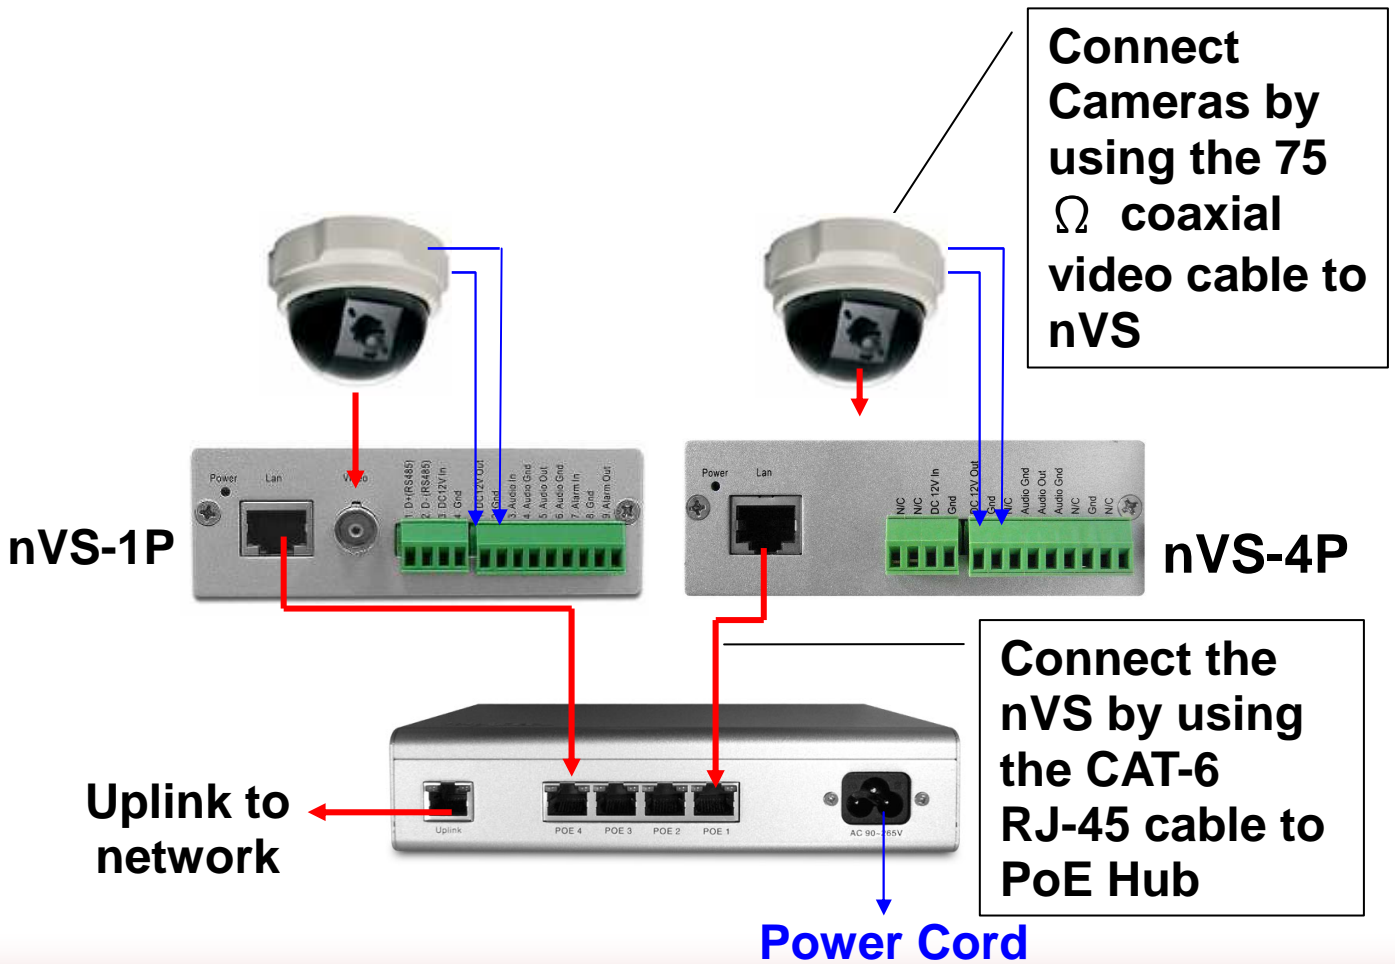 Connect
Cameras by
using the 75
Ω coaxial
video cable to
nVS
Power
Lan
Video
1. D+(RS485)
2. D-(RS485)
3. DC12V In
4. Gnd
DC12V Out
Gnd
3. Audio In
4. Audio Gnd
5. Audio Out
6. Audio Gnd
7. Alarm In
8. Gnd
9. Alarm Out
nVS-1P
Power
Lan
N/C
N/C
DC 12V In
Gnd
DC 12V Out
Gnd
N/C
Audio Gnd
Audio Out
Audio Gnd
N/C
Gnd
N/C
nVS-4P
Connect the
nVS by using
the CAT-6
RJ-45 cable to
PoE Hub
Uplink to
network
Uplink
POE 4
POE 3
POE 2
POE 1
AC 90~265V
Power Cord